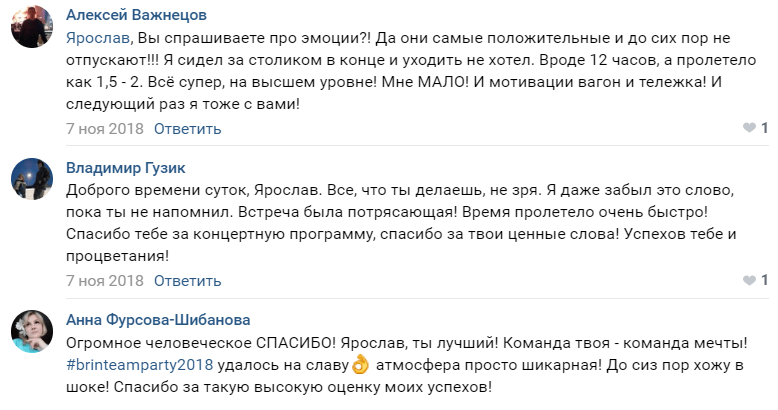 Алексей Важнецов
Ярослав, Вы спрашиваете про эмоции?! Да они самые положительные и до сих пор не
отпускают!!! Я сидел за столиком в конце и уходить не хотел. Вроде 12 часов, а пролетело
как 1,5 - 2. Всё супер, на высшем уровне! Мне МАЛО! И мотивации вагон и тележка! И
следующий раз я тоже с вами!
7 ноя 2018 Ответить 1
Владимир Гузик
Доброго времени суток, Ярослав. Все, что ты делаешь, не зря. Я даже забыл это слово,
пока ты не напомнил. Встреча была потрясающая! Время пролетело очень быстро!
Спасибо тебе за концертную программу, спасибо за твои ценные слова! Успехов тебе и
процветания!
7 ноя 2018 Ответить 1
Анна Фурсова-Шибанова
Огромное человеческое СПАСИБО! Ярослав, ты лучший! Команда твоя - команда мечты!
#brinteamparty2018 удалось на славу👌 атмосфера просто шикарная! До сиз пор хожу в
шоке! Спасибо за такую высокую оценку моих успехов!